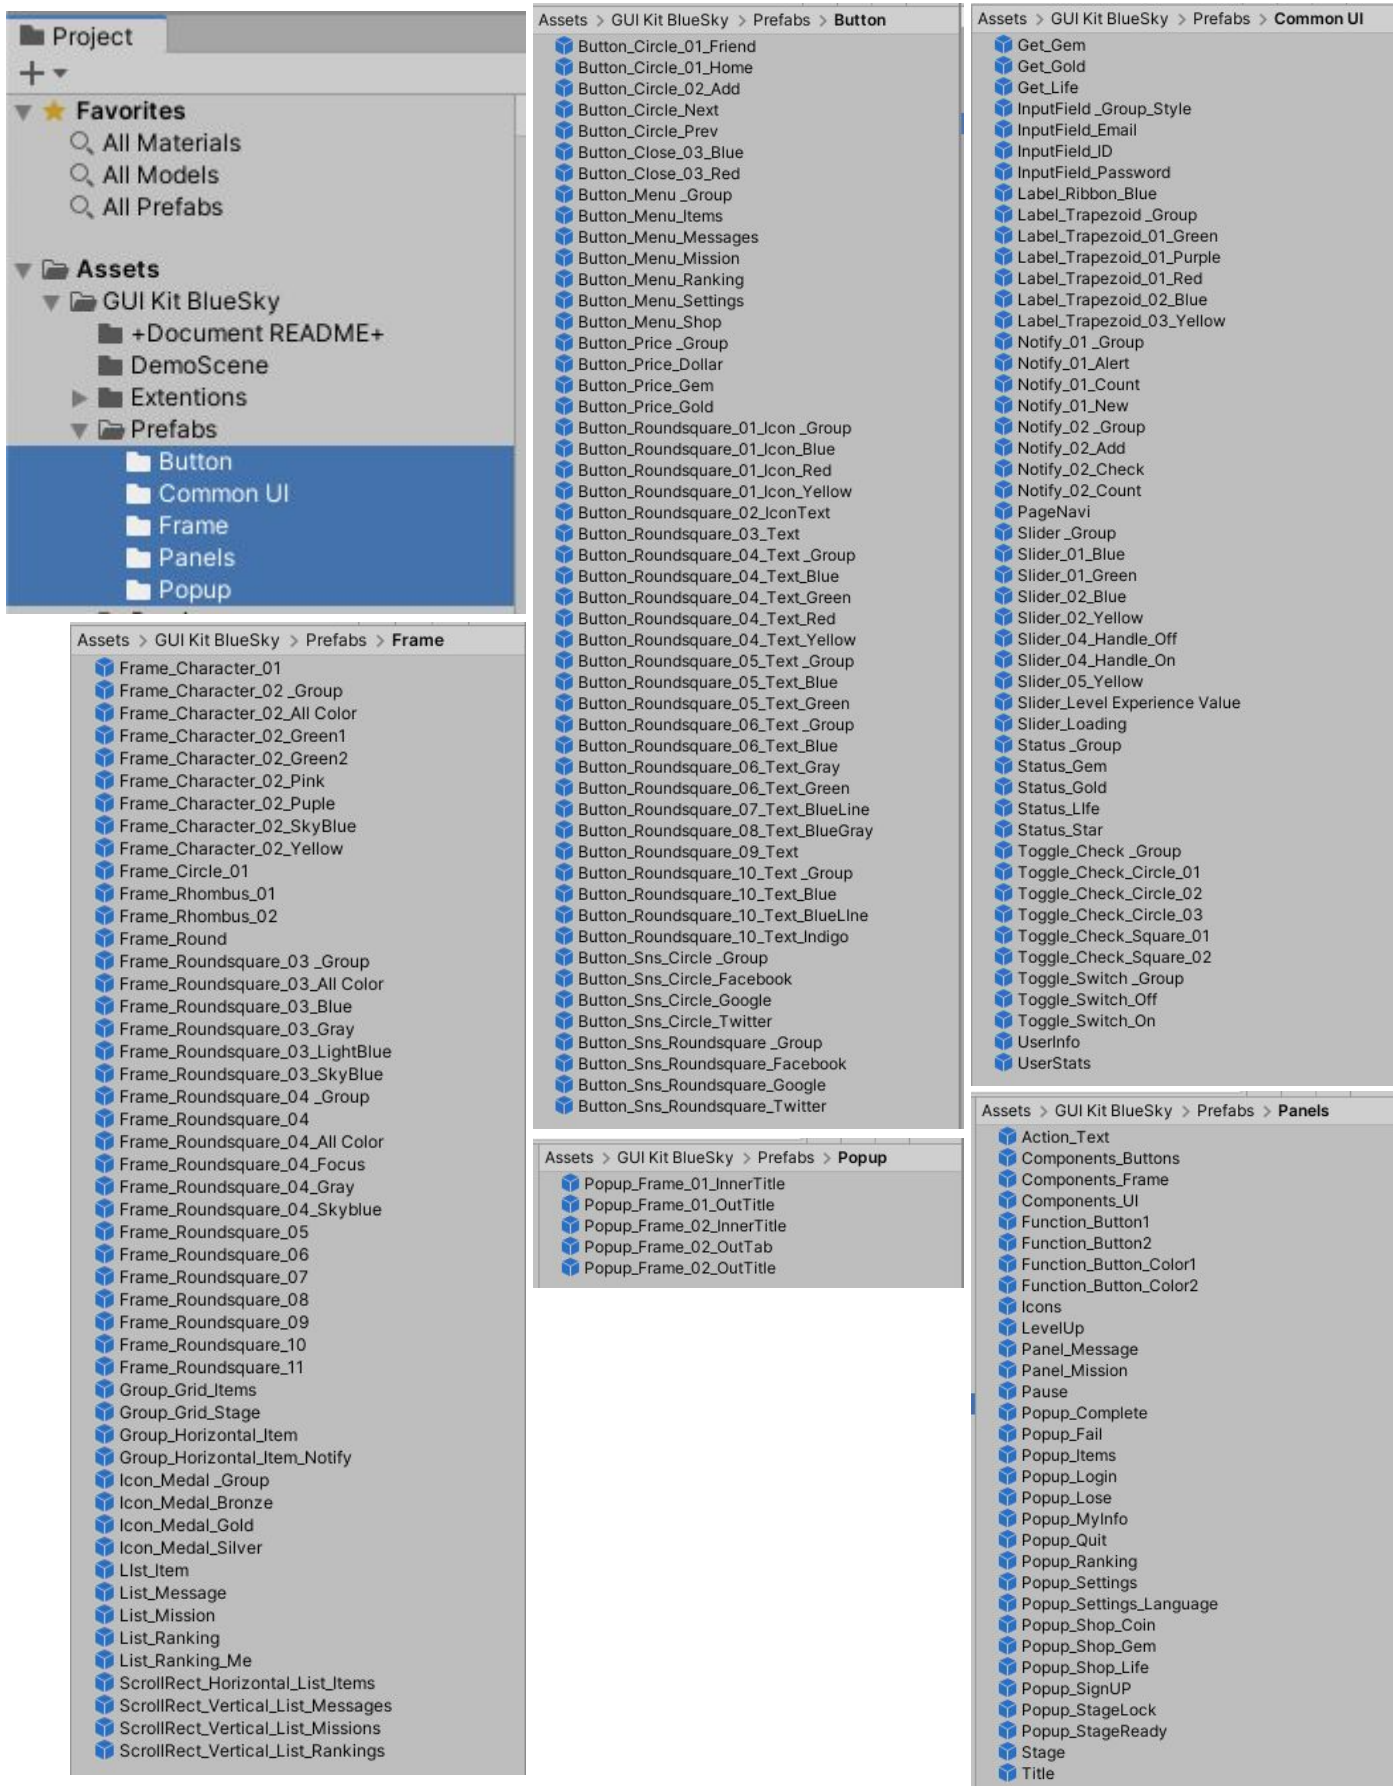 Project
Favorites
All Materials
All Models
All Prefabs
Assets
GUI Kit BlueSky
+Document README+
DemoScene
Extentions
Prefabs
Button
Common UI
Frame
Panels
Popup
Assets > GUI Kit BlueSky > Prefabs > Frame
Frame_Character_01
Frame_Character_02 _Group
Frame_Character_02_All Color
Frame_Character_02_Green1
Frame_Character_02_Green2
Frame_Character_02_Pink
Frame_Character_02_Puple
Frame_Character_02_SkyBlue
Frame_Character_02_Yellow
Frame_Circle_01
Frame_Rhombus_01
Frame_Rhombus_02
Frame_Round
Frame_Roundsquare_03 _Group
Frame_Roundsquare_03_All Color
Frame_Roundsquare_03_Blue
Frame_Roundsquare_03_Gray
Frame_Roundsquare_03_LightBlue
Frame_Roundsquare_03_SkyBlue
Frame_Roundsquare_04 _Group
Frame_Roundsquare_04
Frame_Roundsquare_04_All Color
Frame_Roundsquare_04_Focus
Frame_Roundsquare_04_Gray
Frame_Roundsquare_04_Skyblue
Frame_Roundsquare_05
Frame_Roundsquare_06
Frame_Roundsquare_07
Frame_Roundsquare_08
Frame_Roundsquare_09
Frame_Roundsquare_10
Frame_Roundsquare_11
Group_Grid_Items
Group_Grid_Stage
Group_Horizontal_Item
Group_Horizontal_Item_Notify
Icon_Medal _Group
Icon_Medal_Bronze
Icon_Medal_Gold
Icon_Medal_Silver
LIst_Item
List_Message
List_Mission
List_Ranking
List_Ranking_Me
ScrollRect_Horizontal_List_Items
ScrollRect_Vertical_List_Messages
ScrollRect_Vertical_List_Missions
ScrollRect_Vertical_List_Rankings
Assets > GUI Kit BlueSky > Prefabs > Button
Button_Circle_01_Friend
Button_Circle_01_Home
Button_Circle_02_Add
Button_Circle_Next
Button_Circle_Prev
Button_Close_03_Blue
Button_Close_03_Red
Button_Menu _Group
Button_Menu_Items
Button_Menu_Messages
Button_Menu_Mission
Button_Menu_Ranking
Button_Menu_Settings
Button_Menu_Shop
Button_Price _Group
Button_Price_Dollar
Button_Price_Gem
Button_Price_Gold
Button_Roundsquare_01_Icon _Group
Button_Roundsquare_01_Icon_Blue
Button_Roundsquare_01_Icon_Red
Button_Roundsquare_01_Icon_Yellow
Button_Roundsquare_02_IconText
Button_Roundsquare_03_Text
Button_Roundsquare_04_Text _Group
Button_Roundsquare_04_Text_Blue
Button_Roundsquare_04_Text_Green
Button_Roundsquare_04_Text_Red
Button_Roundsquare_04_Text_Yellow
Button_Roundsquare_05_Text _Group
Button_Roundsquare_05_Text_Blue
Button_Roundsquare_05_Text_Green
Button_Roundsquare_06_Text _Group
Button_Roundsquare_06_Text_Blue
Button_Roundsquare_06_Text_Gray
Button_Roundsquare_06_Text_Green
Button_Roundsquare_07_Text_BlueLine
Button_Roundsquare_08_Text_BlueGray
Button_Roundsquare_09_Text
Button_Roundsquare_10_Text _Group
Button_Roundsquare_10_Text_Blue
Button_Roundsquare_10_Text_BlueLIne
Button_Roundsquare_10_Text_Indigo
Button_Sns_Circle _Group
Button_Sns_Circle_Facebook
Button_Sns_Circle_Google
Button_Sns_Circle_Twitter
Button_Sns_Roundsquare _Group
Button_Sns_Roundsquare_Facebook
Button_Sns_Roundsquare_Google
Button_Sns_Roundsquare_Twitter
Assets > GUI Kit BlueSky > Prefabs > Popup
Popup_Frame_01_InnerTitle
Popup_Frame_01_OutTitle
Popup_Frame_02_InnerTitle
Popup_Frame_02_OutTab
Popup_Frame_02_OutTitle
Assets > GUI Kit BlueSky > Prefabs > Common UI
Get_Gem
Get_Gold
Get_Life
InputField _Group_Style
InputField_Email
InputField_ID
InputField_Password
Label_Ribbon_Blue
Label_Trapezoid _Group
Label_Trapezoid_01_Green
Label_Trapezoid_01_Purple
Label_Trapezoid_01_Red
Label_Trapezoid_02_Blue
Label_Trapezoid_03_Yellow
Notify_01 _Group
Notify_01_Alert
Notify_01_Count
Notify_01_New
Notify_02 _Group
Notify_02_Add
Notify_02_Check
Notify_02_Count
PageNavi
Slider _Group
Slider_01_Blue
Slider_01_Green
Slider_02_Blue
Slider_02_Yellow
Slider_04_Handle_Off
Slider_04_Handle_On
Slider_05_Yellow
Slider_Level Experience Value
Slider_Loading
Status _Group
Status_Gem
Status_Gold
Status_LIfe
Status_Star
Toggle_Check _Group
Toggle_Check_Circle_01
Toggle_Check_Circle_02
Toggle_Check_Circle_03
Toggle_Check_Square_01
Toggle_Check_Square_02
Toggle_Switch _Group
Toggle_Switch_Off
Toggle_Switch_On
UserInfo
UserStats
Assets > GUI Kit BlueSky > Prefabs > Panels
Action_Text
Components_Buttons
Components_Frame
Components_UI
Function_Button1
Function_Button2
Function_Button_Color1
Function_Button_Color2
Icons
LevelUp
Panel_Message
Panel_Mission
Pause
Popup_Complete
Popup_Fail
Popup_Items
Popup_Login
Popup_Lose
Popup_MyInfo
Popup_Quit
Popup_Ranking
Popup_Settings
Popup_Settings_Language
Popup_Shop_Coin
Popup_Shop_Gem
Popup_Shop_Life
Popup_SignUP
Popup_StageLock
Popup_StageReady
Stage
Title